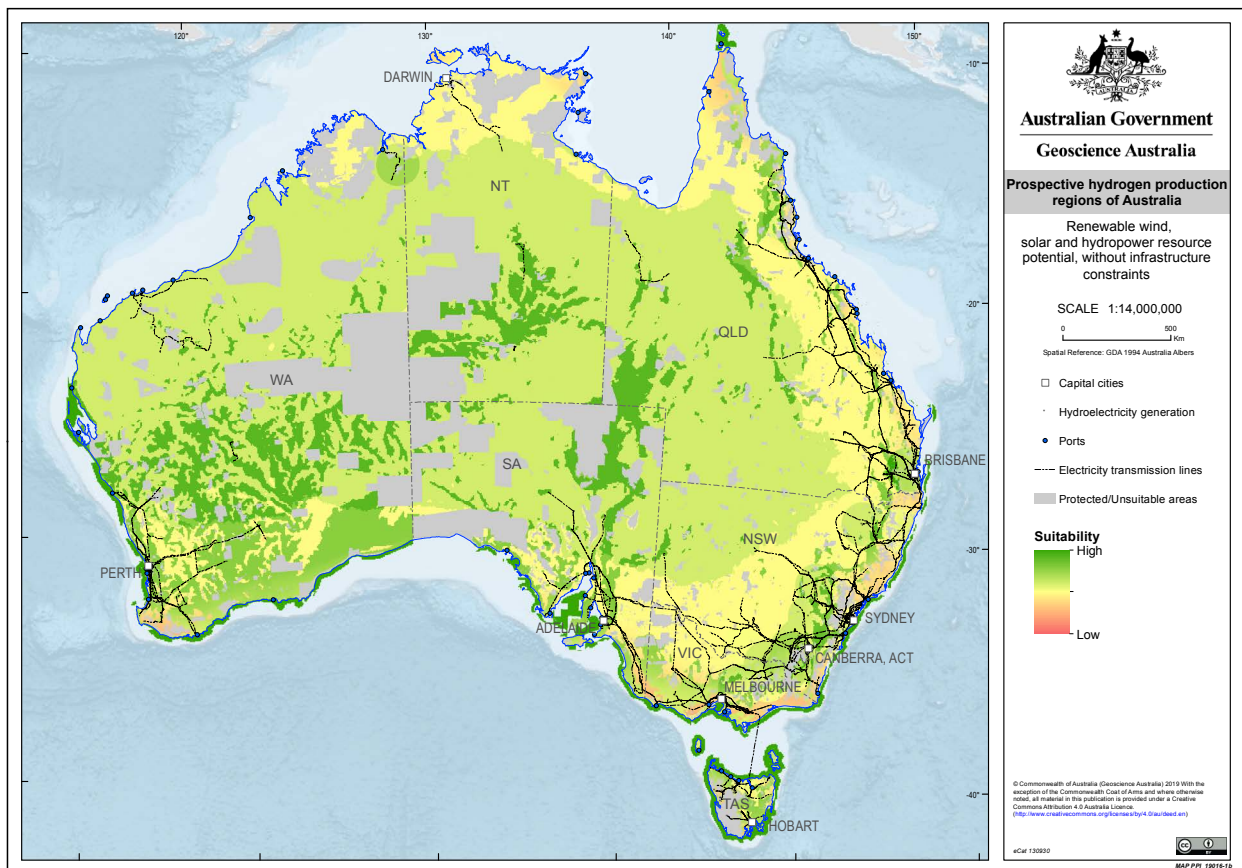 120°
130°
140°
150°
-10°
-20°
-30°
-40°
DARWIN
NT
QLD
WA
SA
BRISBANE
NSW
PERTH
ADELAIDE
SYDNEY
VIC
CANBERRA, ACT
MELBOURNE
TAS
HOBART
AUSTRALIA
Australian Government
Geoscience Australia
Prospective hydrogen production
regions of Australia
Renewable wind,
solar and hydropower resource
potential, without infrastructure
constraints
SCALE 1:14,000,000
0 500
Km
Spatial Reference: GDA 1994 Australia Albers
Capital cities
Hydroelectricity generation
Ports
Electricity transmission lines
Protected/Unsuitable areas
Suitability
High
Low
© Commonwealth of Australia (Geoscience Australia) 2019 With the
exception of the Commonwealth Coat of Arms and where otherwise
noted, all material in this publication is provided under a Creative
Commons Attribution 4.0 Australia Licence.
(http://www.creativecommons.org/licenses/by/4.0/au/deed.en)
eCat 130930
CC BY
MAP PPI_19016-1b